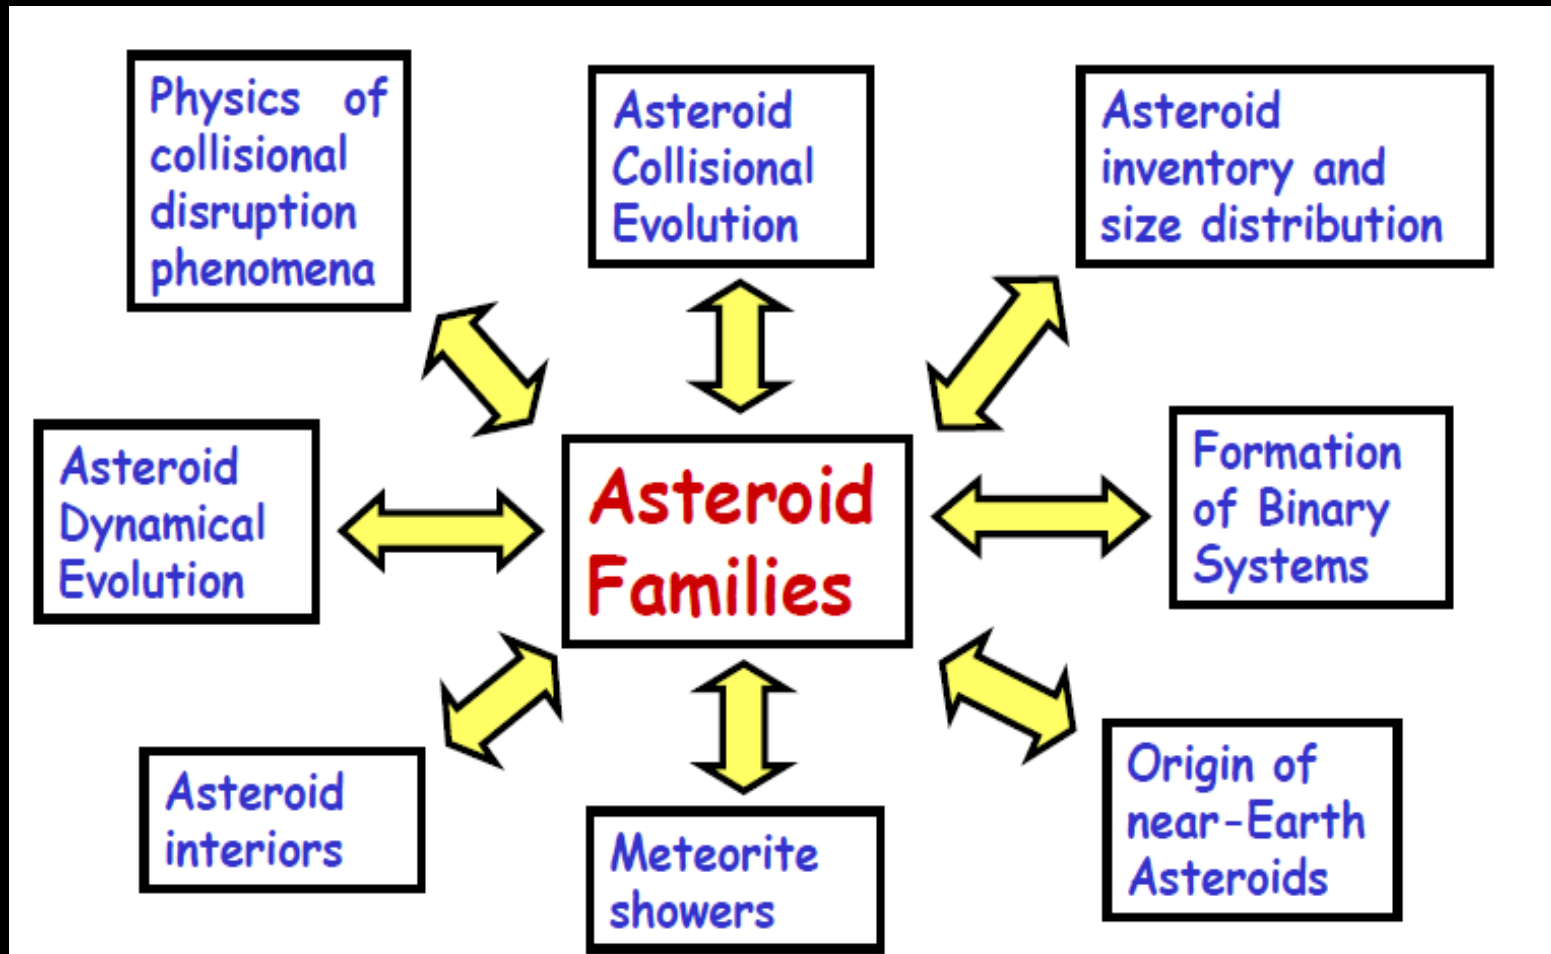 Physics of
collisional
disruption
phenomena
Asteroid
Collisional
Evolution
Asteroid
inventory and
size distribution
Asteroid
Dynamical
Evolution
Asteroid
Families
Formation
of Binary
Systems
Asteroid
interiors
Meteorite
showers
Origin of
near-Earth
Asteroids